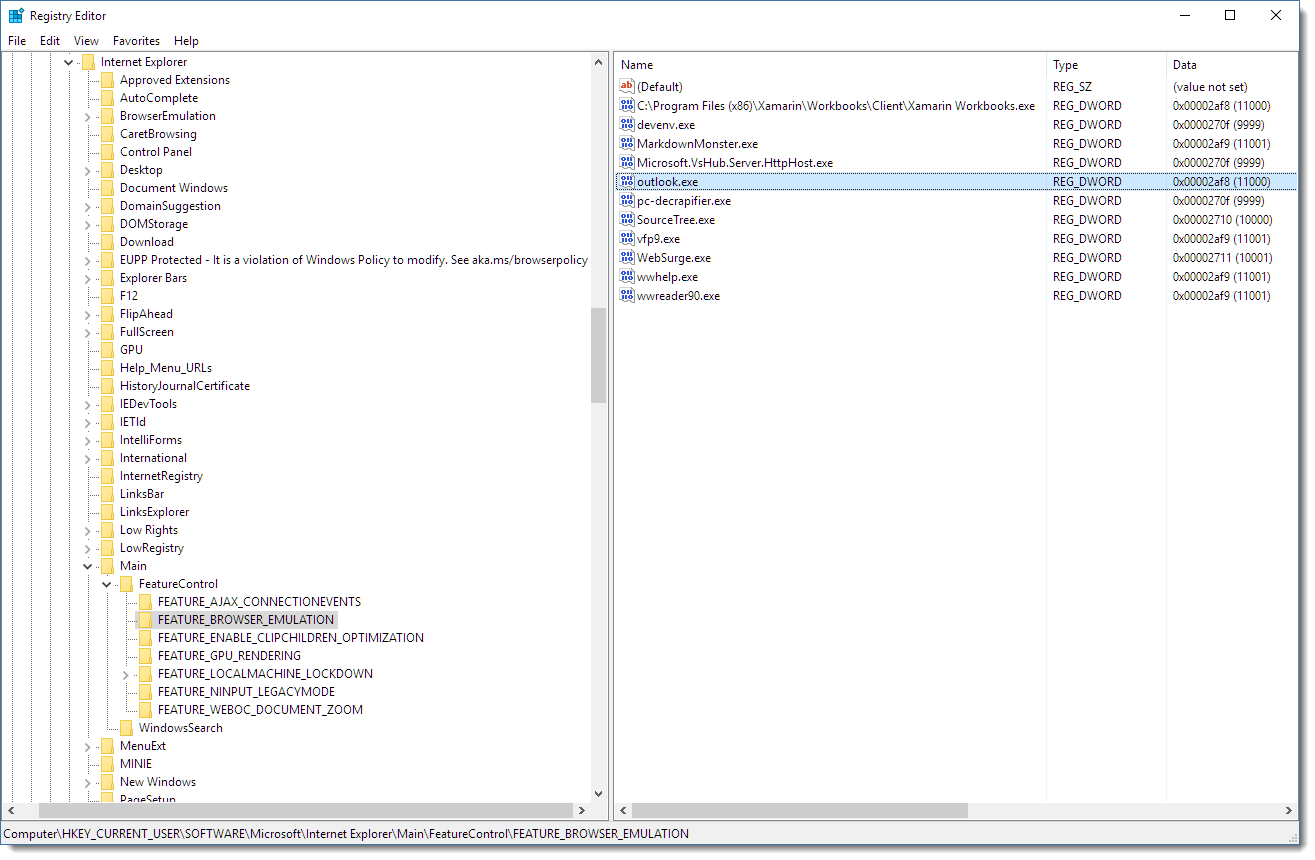 Registry Editor
File Edit View Favorites Help
Internet Explorer
Approved Extensions
AutoComplete
BrowserEmulation
CaretBrowsing
Control Panel
Desktop
Document Windows
DomainSuggestion
DOMStorage
Download
EUPP Protected - It is a violation of Windows Policy to modify. See aka.ms/browserpolicy
Explorer Bars
F12
FlipAhead
FullScreen
GPU
Help_Menu_URLs
HistoryJournalCertificate
IEDevTools
IETId
IntelliForms
International
InternetRegistry
LinksBar
LinksExplorer
Low Rights
LowRegistry
Main
FeatureControl
FEATURE_AJAX_CONNECTIONEVENTS
FEATURE_BROWSER_EMULATION
FEATURE_ENABLE_CLIPCHILDREN_OPTIMIZATION
FEATURE_GPU_RENDERING
FEATURE_LOCALMACHINE_LOCKDOWN
FEATURE_NINPUT_LEGACYMODE
FEATURE_WEBOC_DOCUMENT_ZOOM
WindowsSearch
MenuExt
MINIE
New Windows
PageSetup
Name Type Data
ab (Default) REG_SZ (value not set)
C:\Program Files (x86)\Xamarin\Workbooks\Client\Xamarin Workbooks.exe REG_DWORD 0x00002af8 (11000)
devenv.exe REG_DWORD 0x0000270f (9999)
MarkdownMonster.exe REG_DWORD 0x00002af9 (11001)
Microsoft.VsHub.Server.HttpHost.exe REG_DWORD 0x0000270f (9999)
outlook.exe REG_DWORD 0x00002af8 (11000)
pc-decrapifier.exe REG_DWORD 0x0000270f (9999)
SourceTree.exe REG_DWORD 0x00002710 (10000)
vfp9.exe REG_DWORD 0x00002af9 (11001)
WebSurge.exe REG_DWORD 0x00002711 (10001)
wwhelp.exe REG_DWORD 0x00002af9 (11001)
wwreader90.exe REG_DWORD 0x00002af9 (11001)
Computer\HKEY_CURRENT_USER\SOFTWARE\Microsoft\Internet Explorer\Main\FeatureControl\FEATURE_BROWSER_EMULATION